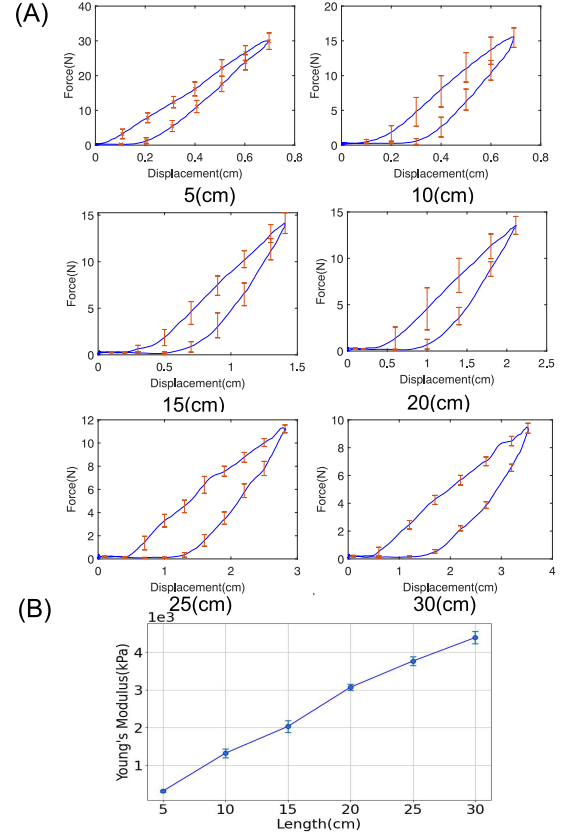 (A)
40
30
20
10
0
Force(N)
0 0.2 0.4 0.6 0.8
Displacement(cm)
5(cm)
20
15
10
5
0
Force(N)
0 0.2 0.4 0.6 0.8
Displacement(cm)
10(cm)
15
10
5
0
Force(N)
0 0.5 1 1.5
Displacement(cm)
15(cm)
15
10
5
0
Force(N)
0 0.5 1 1.5 2 2.5
Displacement(cm)
20(cm)
12
10
8
6
4
2
0
Force(N)
0 1 2 3
Displacement(cm)
25(cm)
10
8
6
4
2
0
Force(N)
0 1 2 3 4
Displacement(cm)
30(cm)
(B)
1e3
4
3
2
1
Young's Modulus(kPa)
5 10 15 20 25 30
Length(cm)